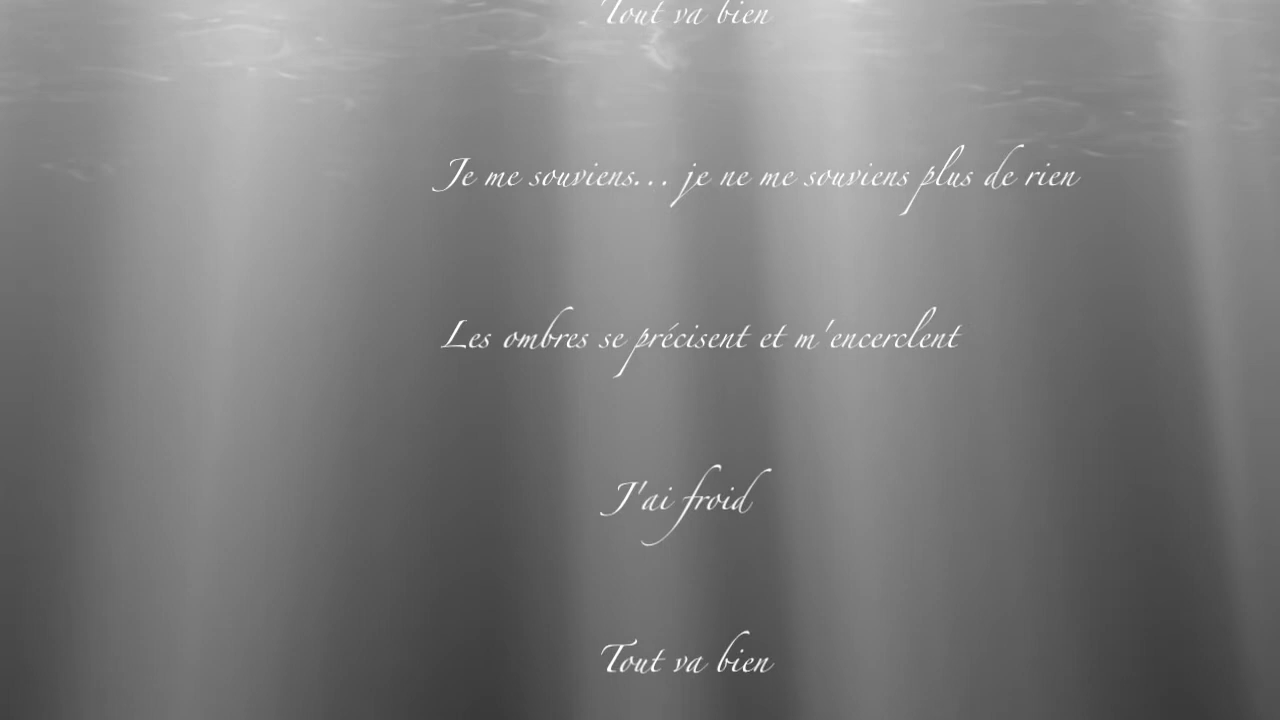 Tout va bien
Je me souviens... je ne me souviens plus de rien
Les ombres se précisent et m'encerclent
J'ai froid
Tout va bien